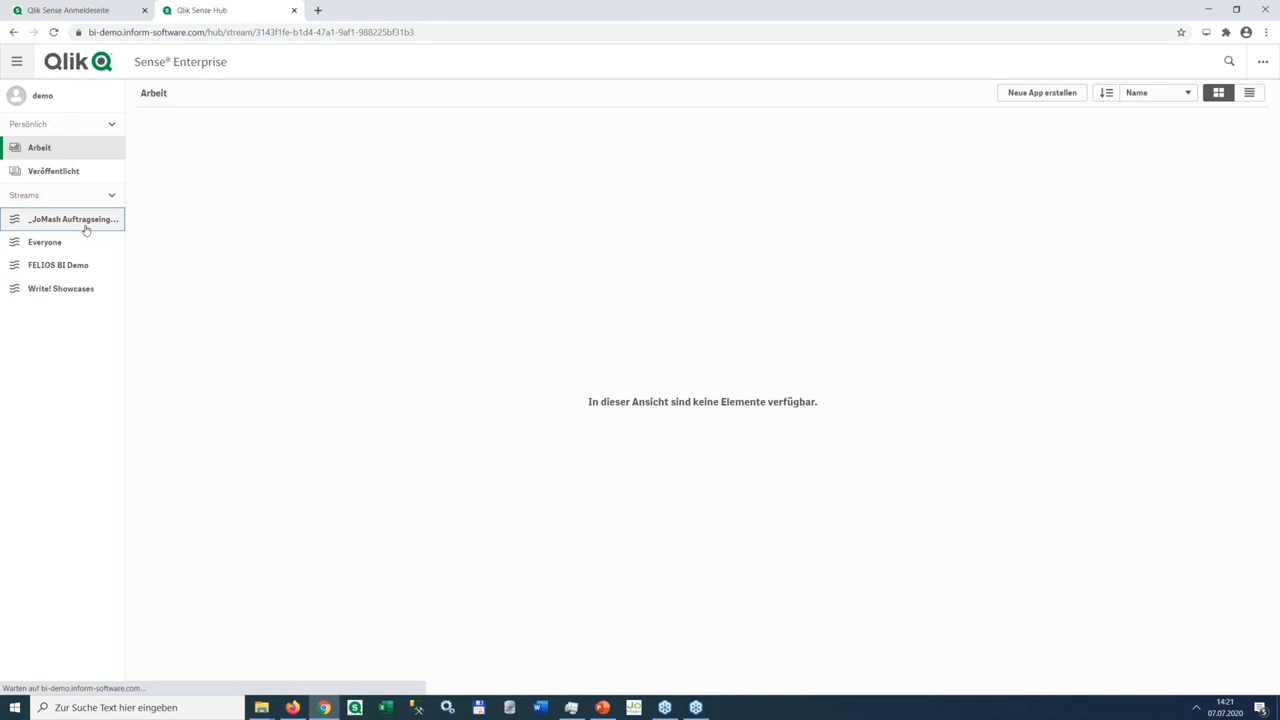 Qlik Sense Anmeldeseite
Qlik Sense Hub
bi-demo.inform-software.com/hub/stream/3143f1fe-b1d4-47a1-9af1-988225bf31b3
Qlik
Sense® Enterprise
demo
Arbeit
Neue App erstellen
Name
Persönlich
Arbeit
Veröffentlicht
Streams
_JoMash Auftragseing...
Everyone
FELIOS BI Demo
Write! Showcases
In dieser Ansicht sind keine Elemente verfügbar.
Warten auf bi-demo.inform-software.com...
Zur Suche Text hier eingeben
JO
14:21
07.07.2020
5